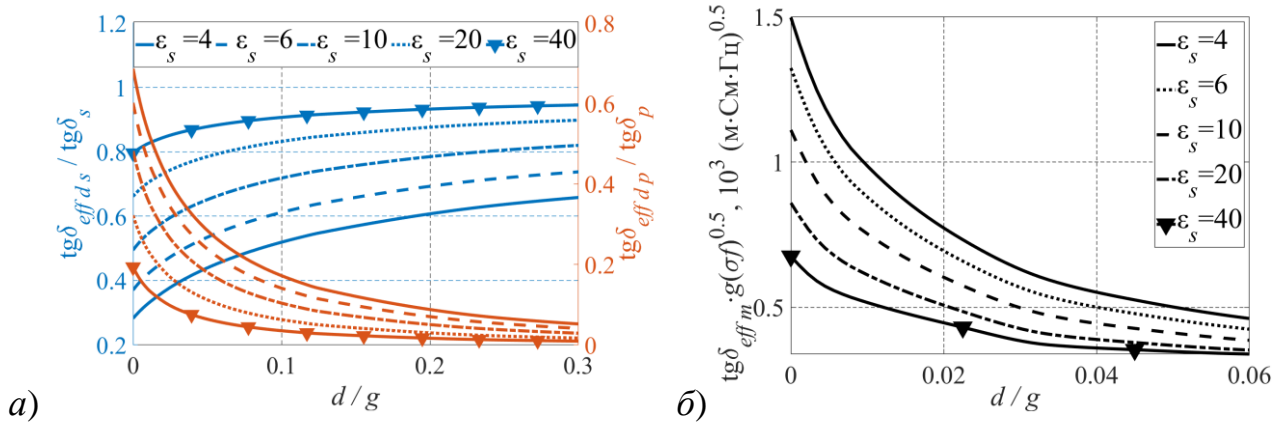 1.2
0.8
1.5
ε_s =4 ε_s =6 ε_s =10 ε_s =20 ε_s =40
ε_s =4
ε_s =6
ε_s =10
ε_s =20
ε_s =40
tgδ_eff d s / tgδ_s
1
0.8
0.6
0.4
0.2
tgδ_eff d p / tgδ_p
0.6
0.4
0.2
0
0
0.1
0.2
0.3
d / g
а)
tgδ_eff m·g(σf)^0.5, 10^3 (м·См·Гц)^0.5
1
0.5
0
0.02
0.04
0.06
d / g
б)